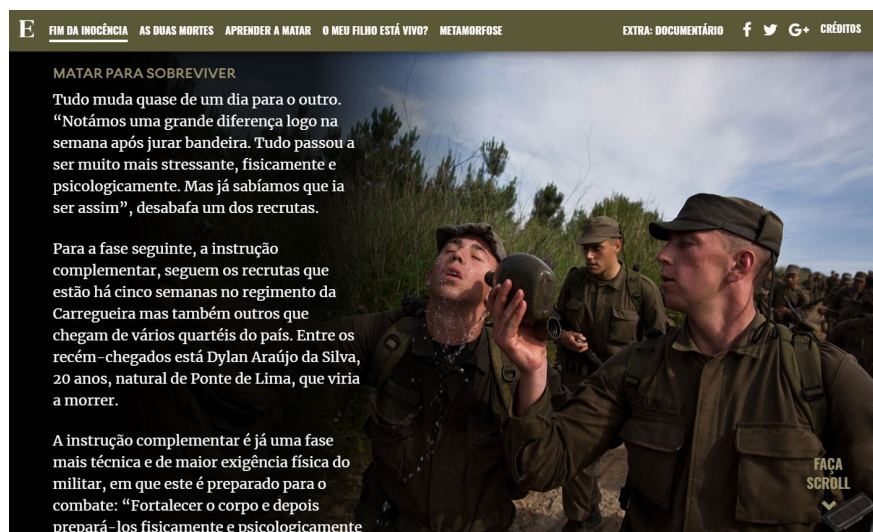 E FIM DA INOCÊNCIA AS DUAS MORTES APRENDER A MATAR O MEU FILHO ESTÁ VIVO? METAMORFOSE EXTRA: DOCUMENTÁRIO f G+ CRÉDITOS
MATAR PARA SOBREVIVER
Tudo muda quase de um dia para o outro.
“Notámos uma grande diferença logo na
semana após jurar bandeira. Tudo passou a
ser muito mais stressante, fisicamente e
psicologicamente. Mas já sabíamos que ia
ser assim”, desabafa um dos recrutas.
Para a fase seguinte, a instrução
complementar, seguem os recrutas que
estão há cinco semanas no regimento da
Carregueira mas também outros que
chegam de vários quartéis do país. Entre os
recém-chegados está Dylan Araújo da Silva,
20 anos, natural de Ponte de Lima, que viria
a morrer.
A instrução complementar é já uma fase
mais técnica e de maior exigência física do
militar, em que este é preparado para o
combate: “Fortalecer o corpo e depois
prepará-los fisicamente e psicologicamente
FAÇA
SCROLL